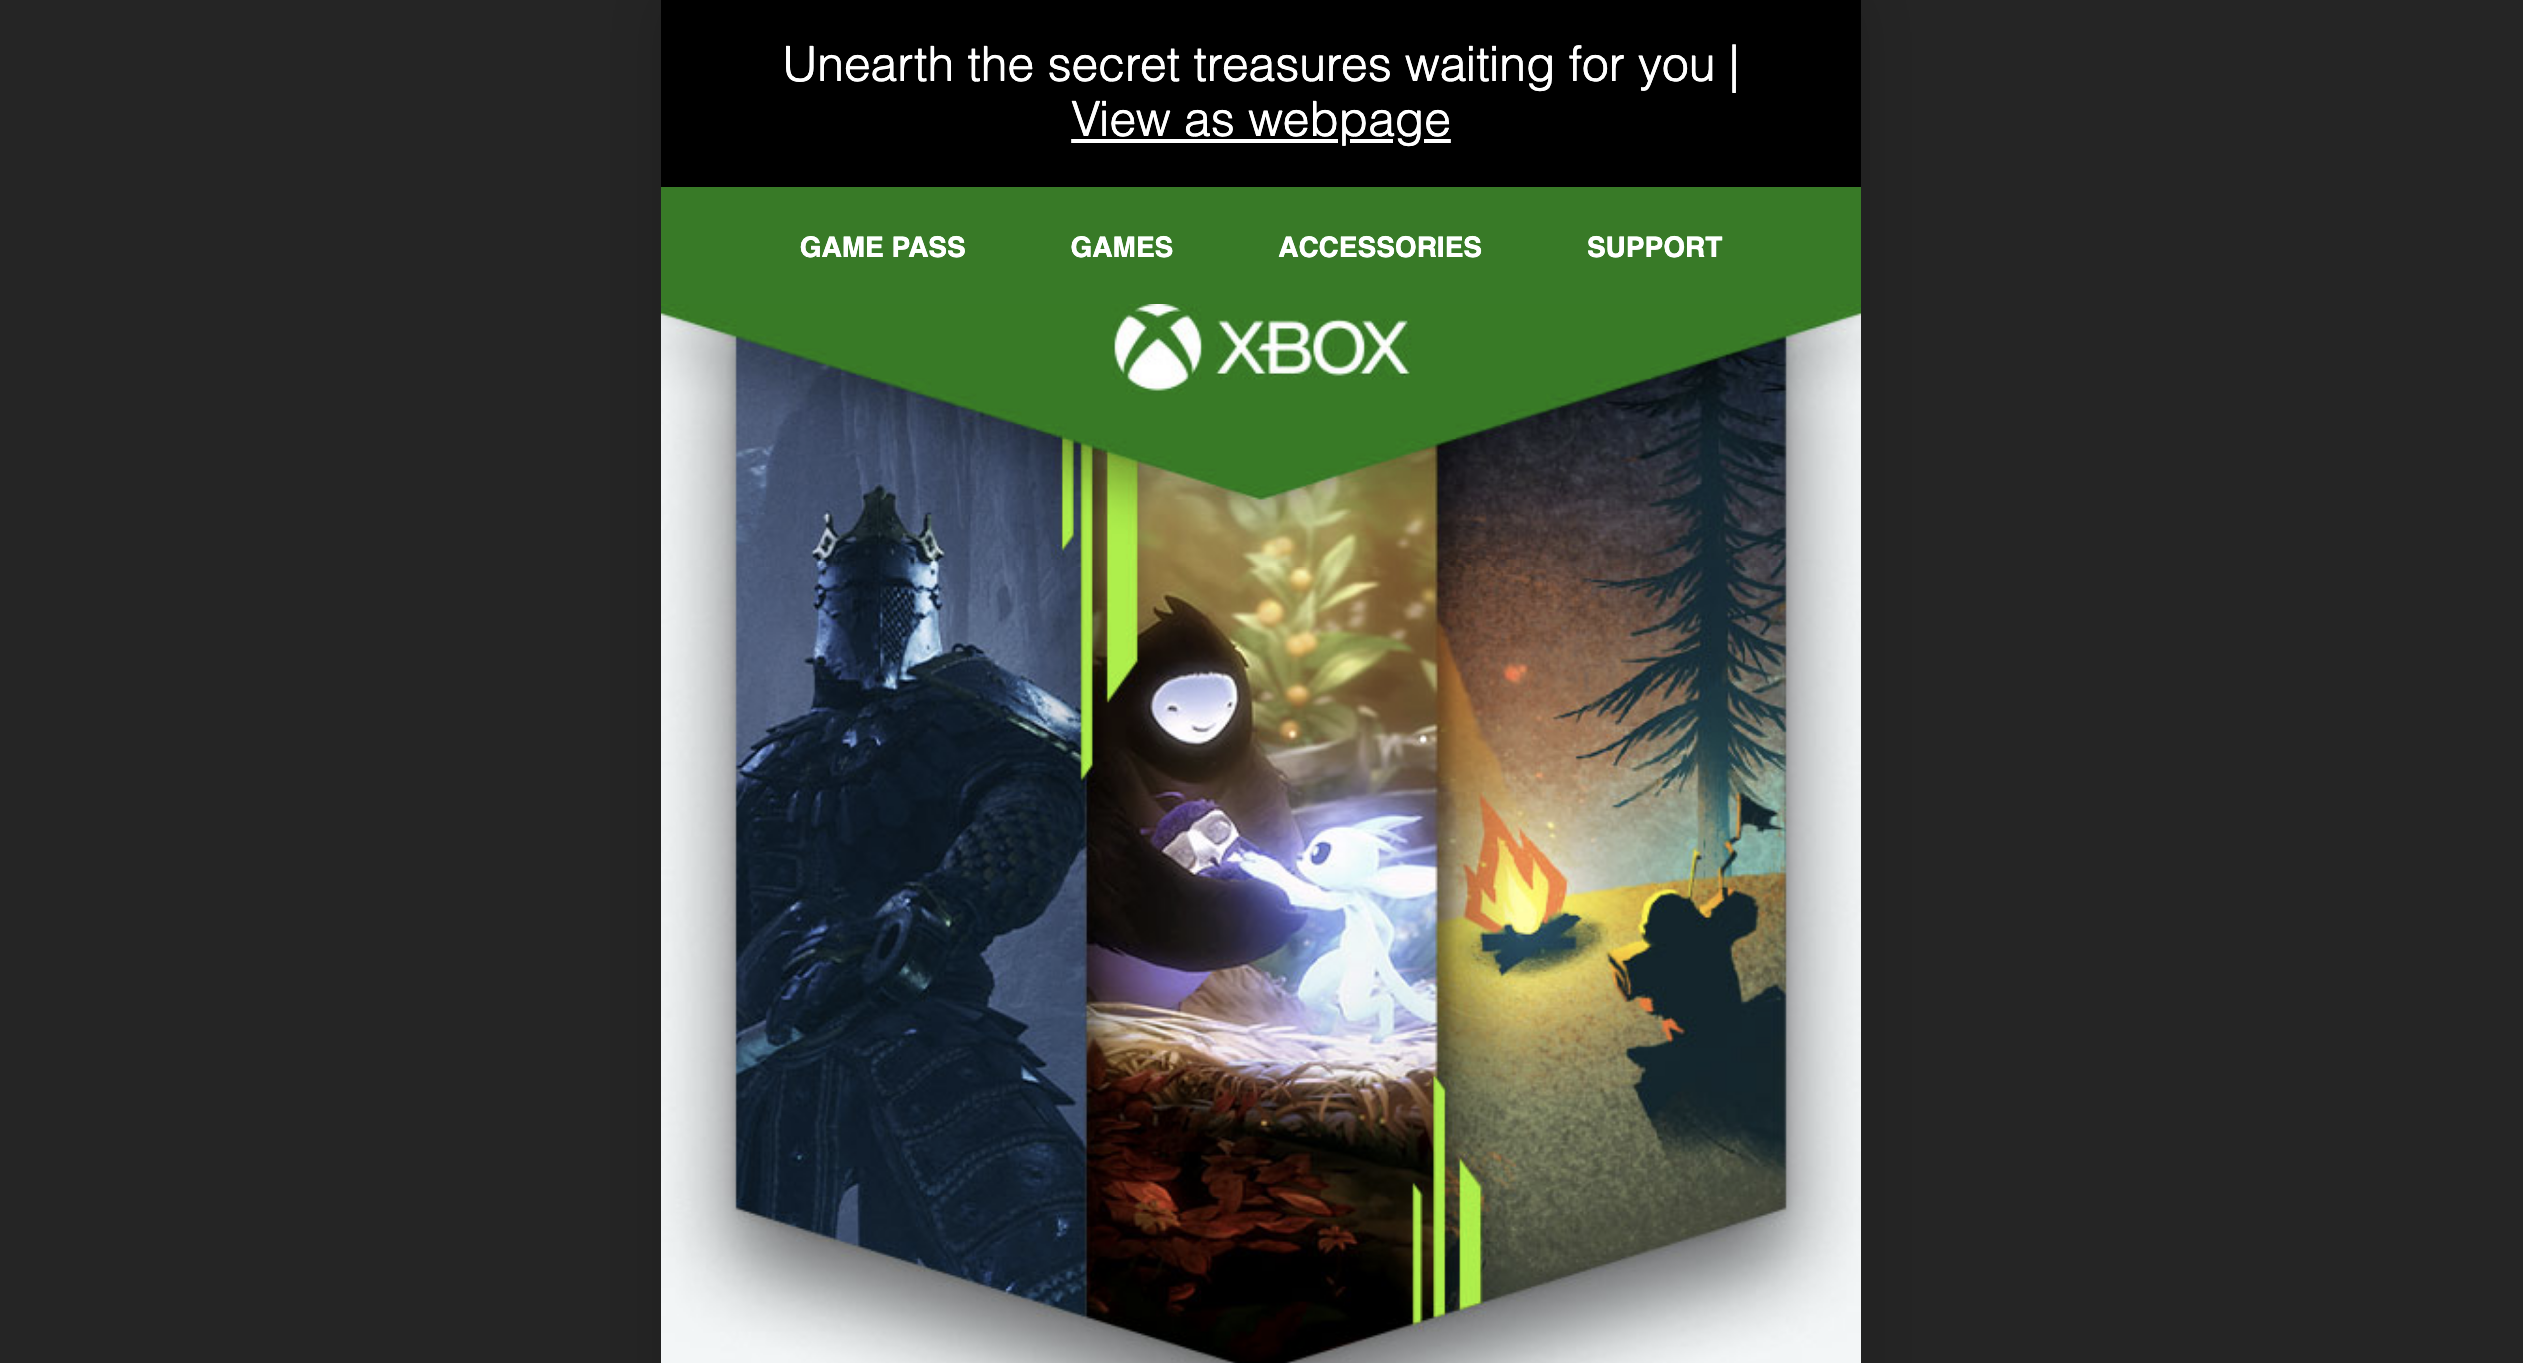 Unearth the secret treasures waiting for you |
View as webpage
GAME PASS GAMES ACCESSORIES SUPPORT
XBOX